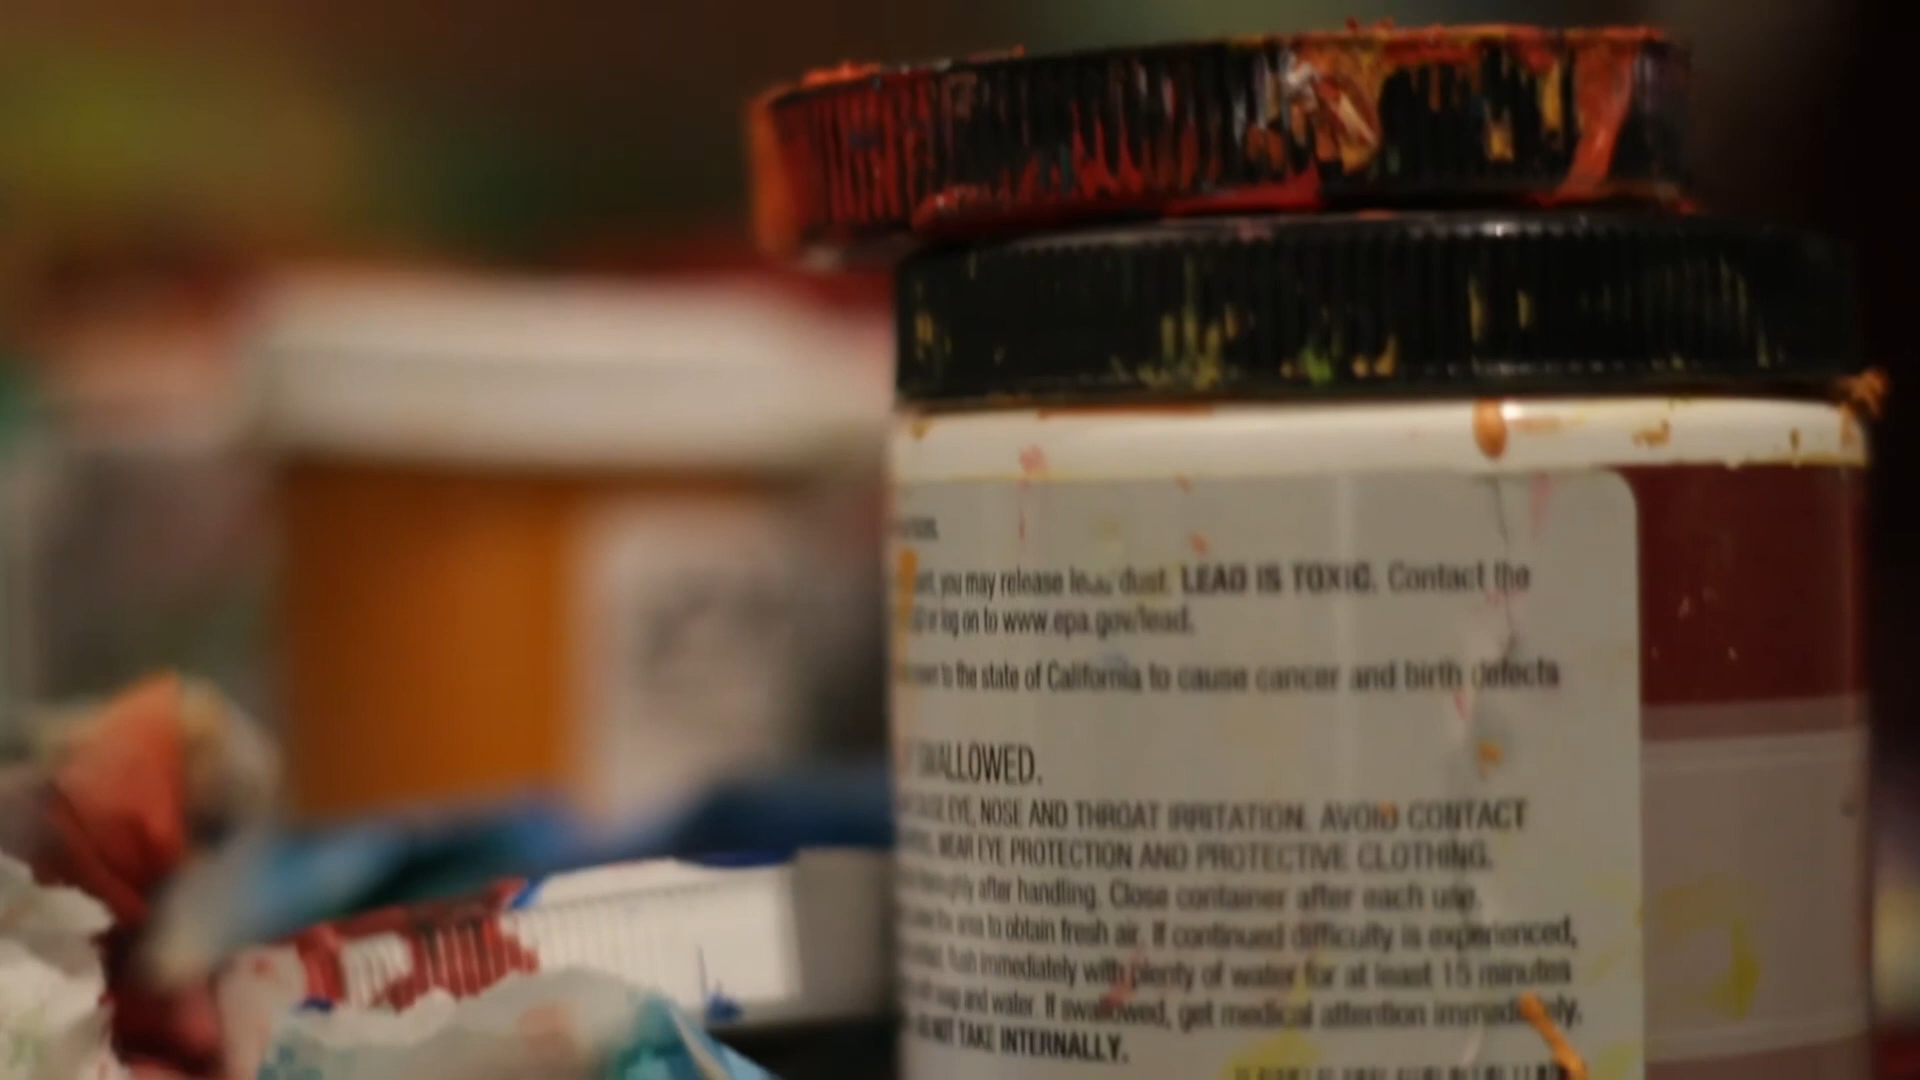 you may release lead dust. LEAD IS TOXIC. Contact the
or log on to www.epa.gov/lead.
to the state of California to cause cancer and birth defects
SWALLOWED.
EYE, NOSE AND THROAT IRRITATION. AVOID CONTACT
WEAR EYE PROTECTION AND PROTECTIVE CLOTHING.
thoroughly after handling. Close container after each use.
to obtain fresh air. If continued difficulty is experienced,
flush immediately with plenty of water for at least 15 minutes
soap and water. If swallowed, get medical attention immediately.
NOT TAKE INTERNALLY.